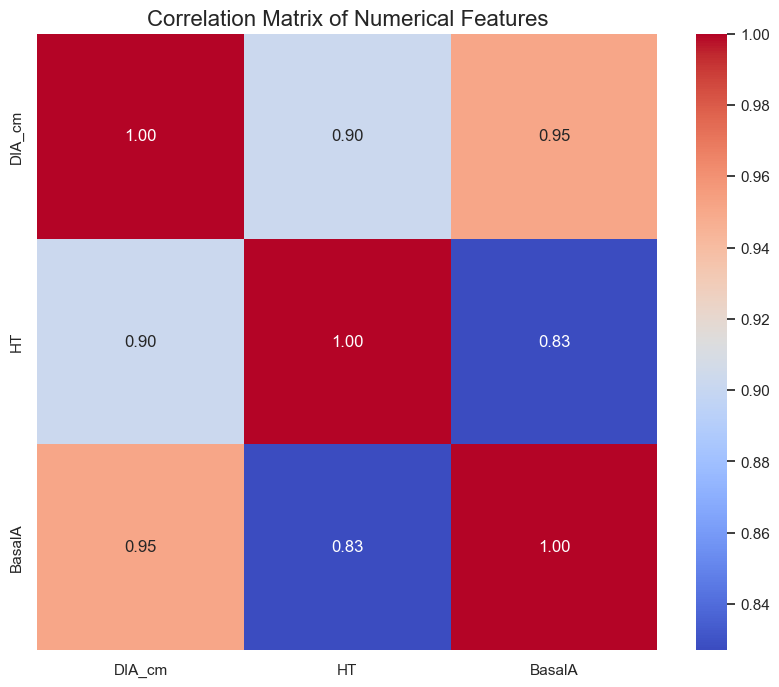 Correlation Matrix of Numerical Features
DIA_cm
1.00
0.90
0.95
HT
0.90
1.00
0.83
BasalA
0.95
0.83
1.00
DIA_cm
HT
BasalA
1.00
0.98
0.96
0.94
0.92
0.90
0.88
0.86
0.84